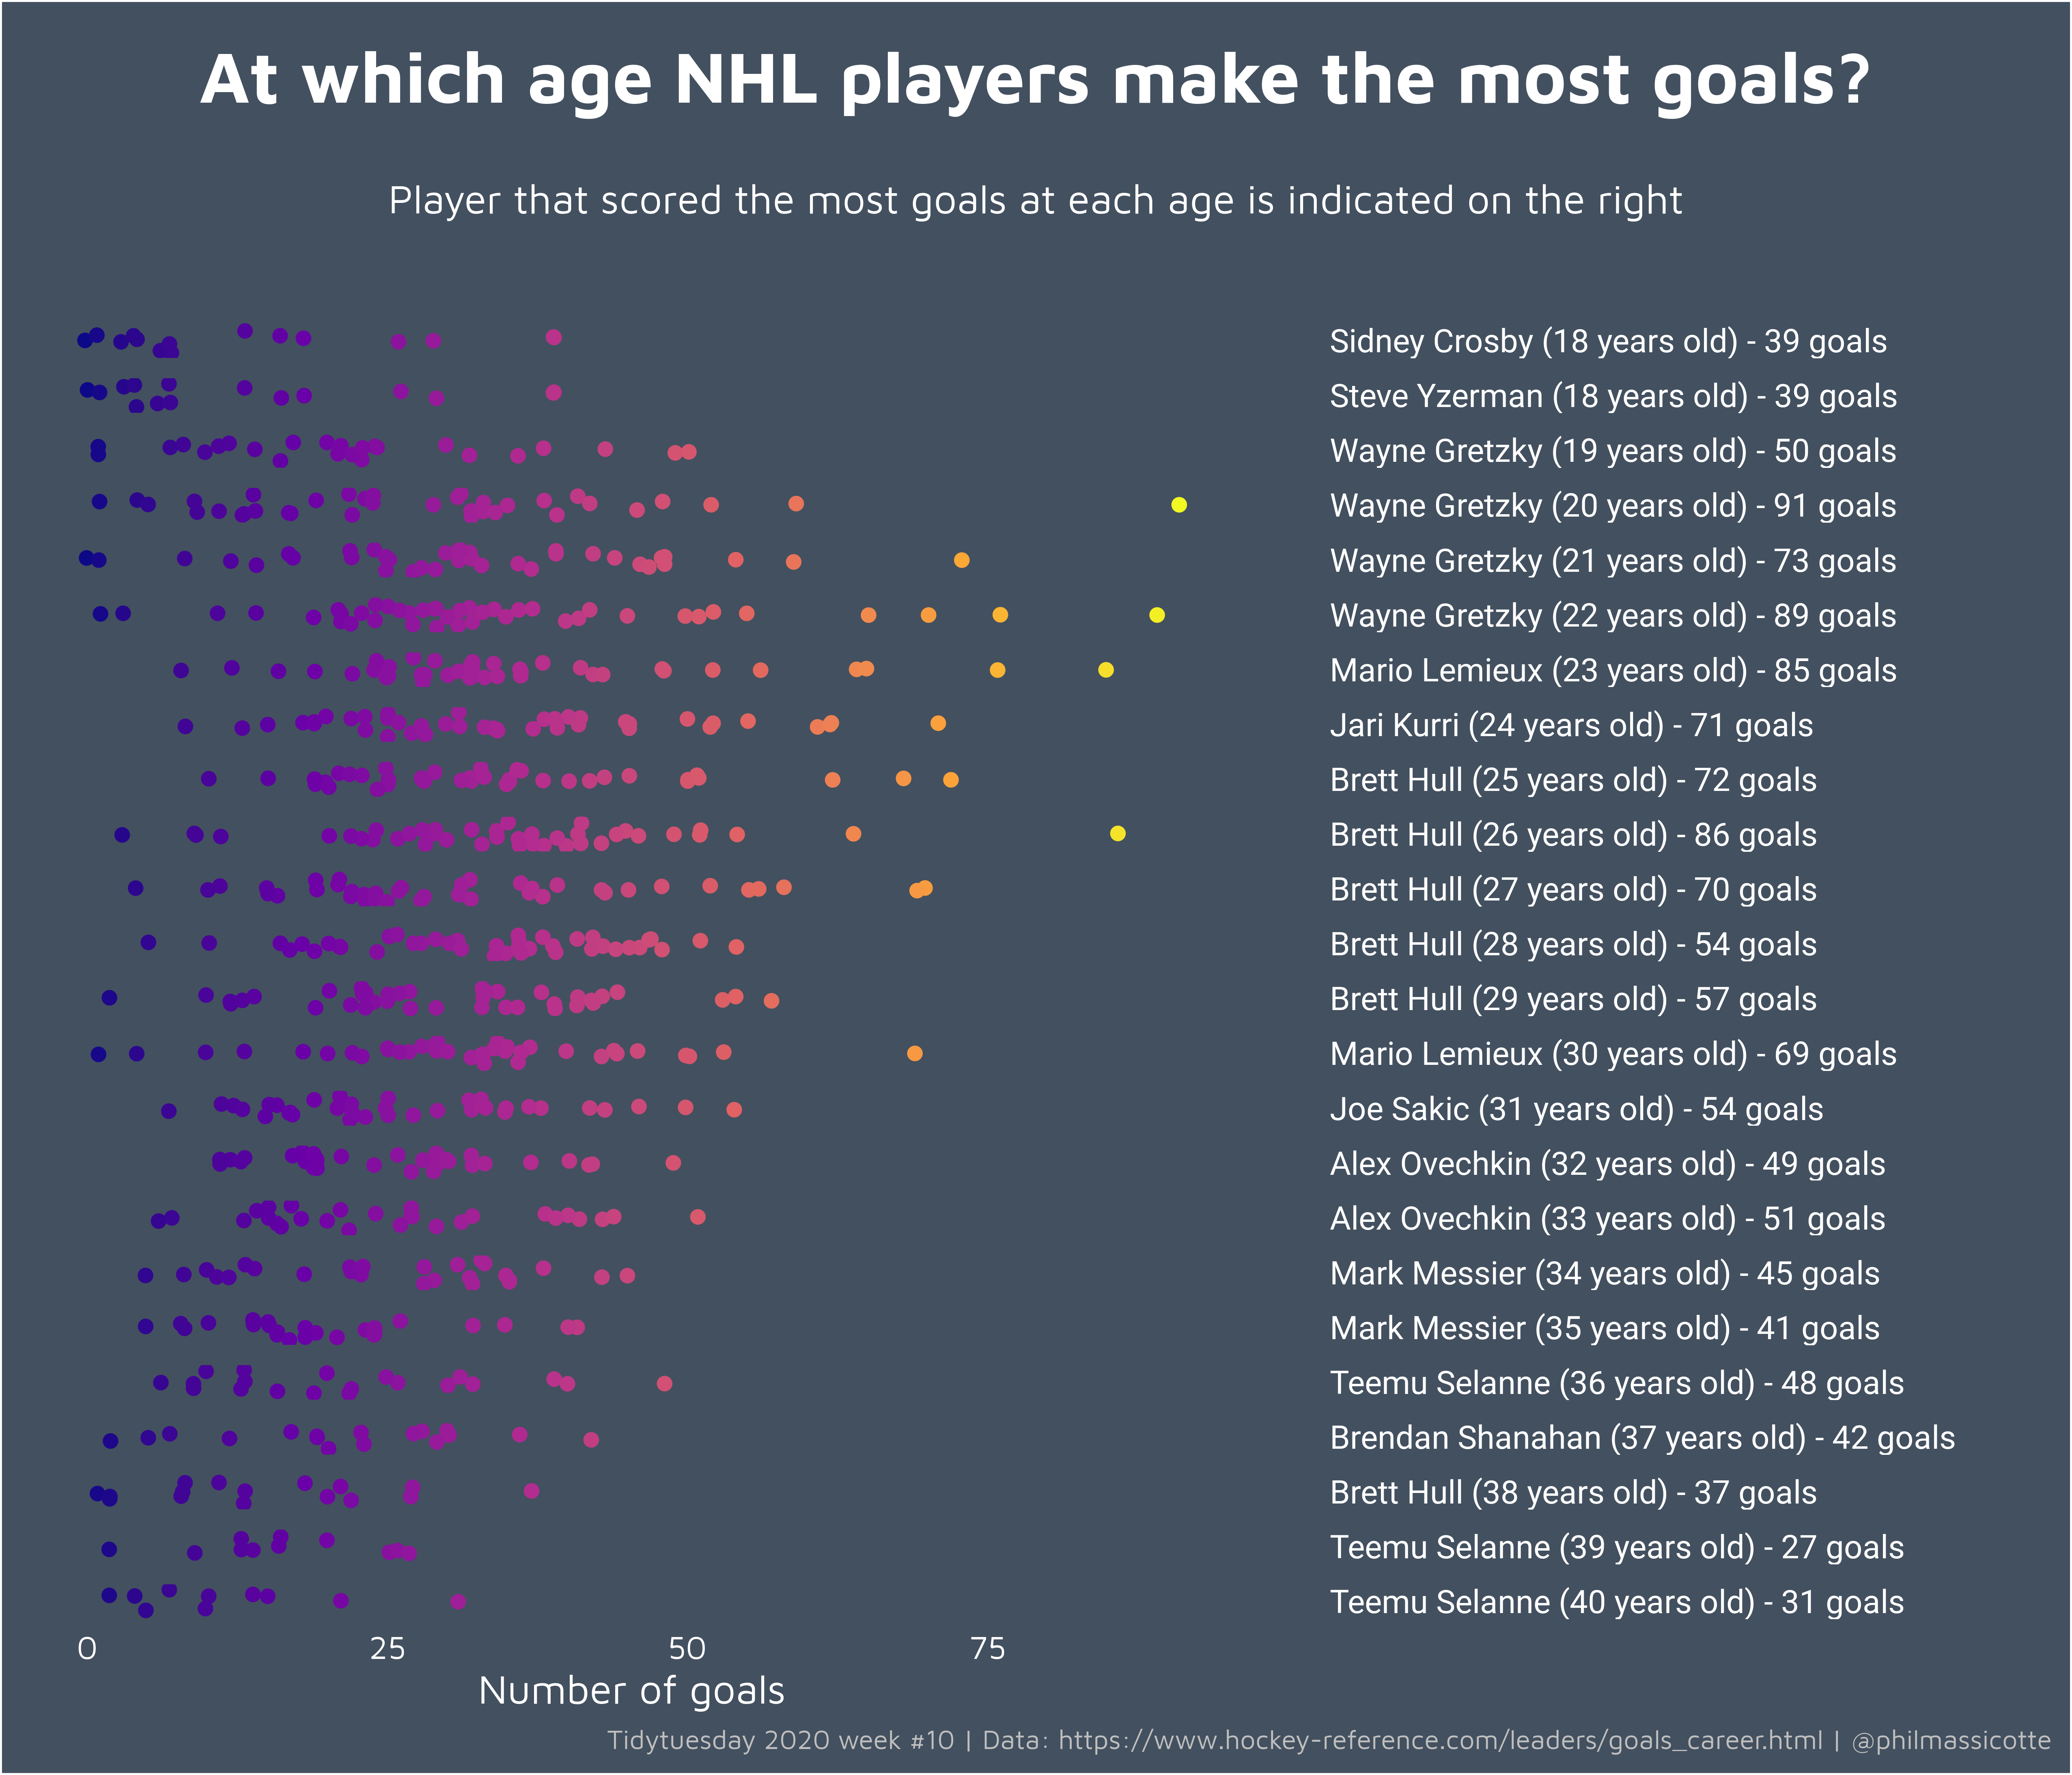 At which age NHL players make the most goals?
Player that scored the most goals at each age is indicated on the right
Sidney Crosby (18 years old) - 39 goals
Steve Yzerman (18 years old) - 39 goals
Wayne Gretzky (19 years old) - 50 goals
Wayne Gretzky (20 years old) - 91 goals
Wayne Gretzky (21 years old) - 73 goals
Wayne Gretzky (22 years old) - 89 goals
Mario Lemieux (23 years old) - 85 goals
Jari Kurri (24 years old) - 71 goals
Brett Hull (25 years old) - 72 goals
Brett Hull (26 years old) - 86 goals
Brett Hull (27 years old) - 70 goals
Brett Hull (28 years old) - 54 goals
Brett Hull (29 years old) - 57 goals
Mario Lemieux (30 years old) - 69 goals
Joe Sakic (31 years old) - 54 goals
Alex Ovechkin (32 years old) - 49 goals
Alex Ovechkin (33 years old) - 51 goals
Mark Messier (34 years old) - 45 goals
Mark Messier (35 years old) - 41 goals
Teemu Selanne (36 years old) - 48 goals
Brendan Shanahan (37 years old) - 42 goals
Brett Hull (38 years old) - 37 goals
Teemu Selanne (39 years old) - 27 goals
Teemu Selanne (40 years old) - 31 goals
0 25 50 75
Number of goals
Tidytuesday 2020 week #10 | Data: https://www.hockey-reference.com/leaders/goals_career.html | @philmassicotte